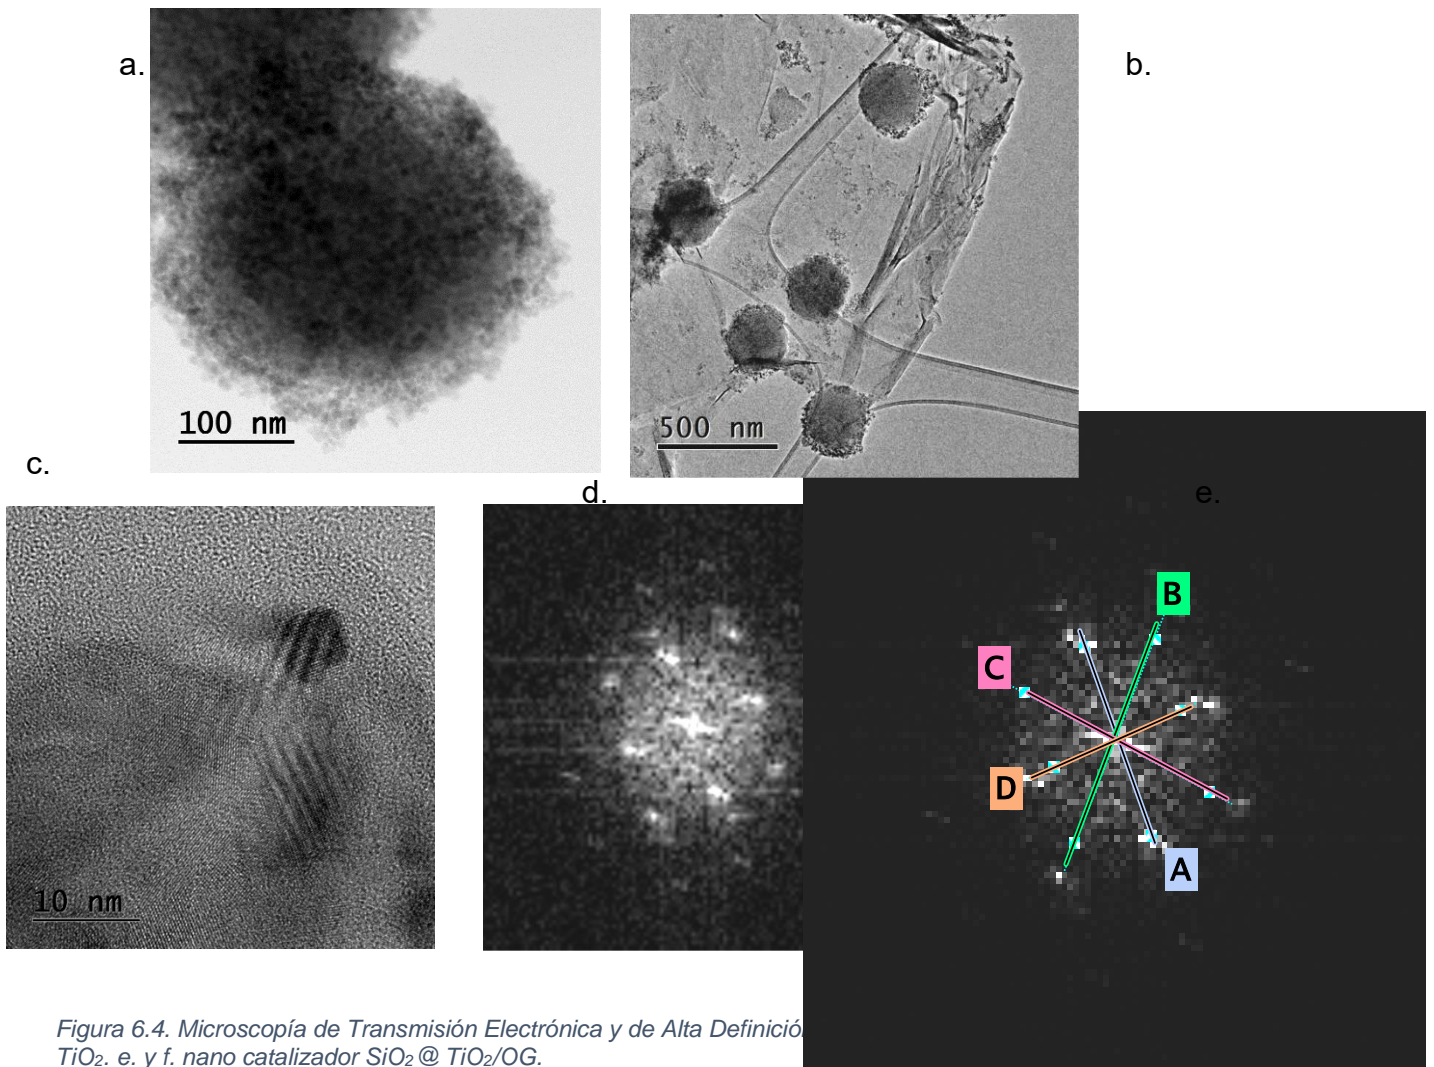 a.
b.
100 nm
500 nm
c.
d.
e.
B
C
D
A
10 nm
Figura 6.4. Microscopía de Transmisión Electrónica y de Alta
TiO₂. e. y f. nano catalizador SiO₂@ TiO₂/OG.